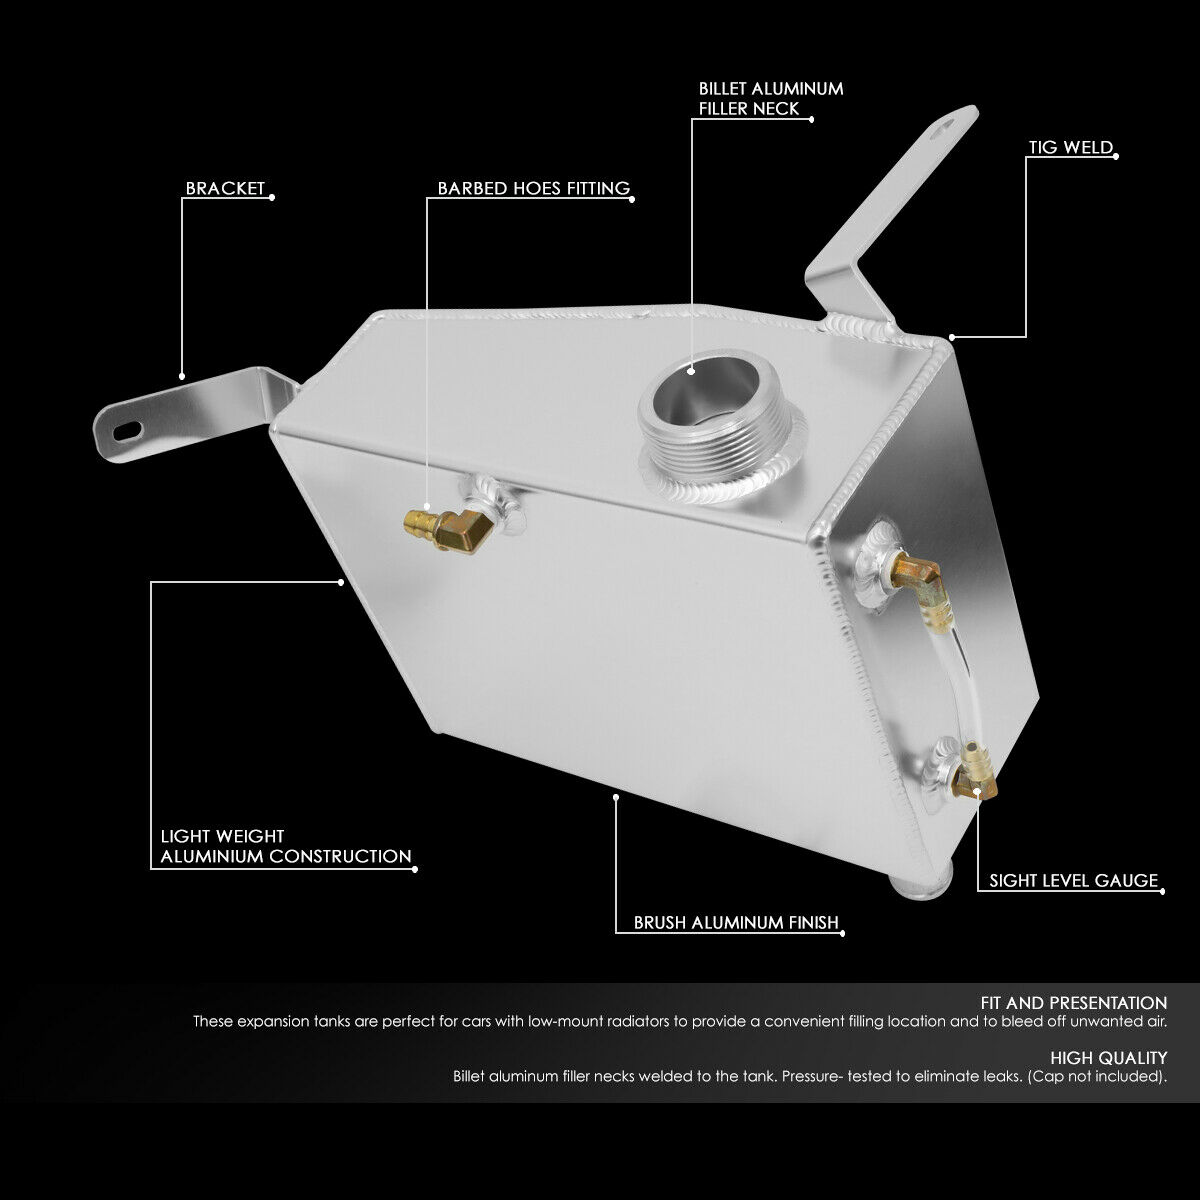 BILLET ALUMINUM
FILLER NECK
TIG WELD
BRACKET
BARBED HOES FITTING
LIGHT WEIGHT
ALUMINIUM CONSTRUCTION
SIGHT LEVEL GAUGE
BRUSH ALUMINUM FINISH
FIT AND PRESENTATION
These expansion tanks are perfect for cars with low-mount radiators to provide a convenient filling location and to bleed off unwanted air.
HIGH QUALITY
Billet aluminum filler necks welded to the tank. Pressure- tested to eliminate leaks. (Cap not included).